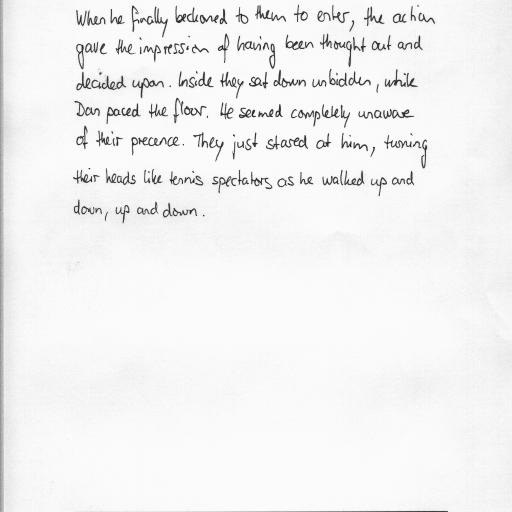 When he finally beckoned to them to enter, the action
gave the impression of having been thought out and
decided upon. Inside they sat down unbidden, while
Dan paced the floor. He seemed completely unaware
of their precence. They just stared at him, turning
their heads like tennis spectators as he walked up and
down, up and down.